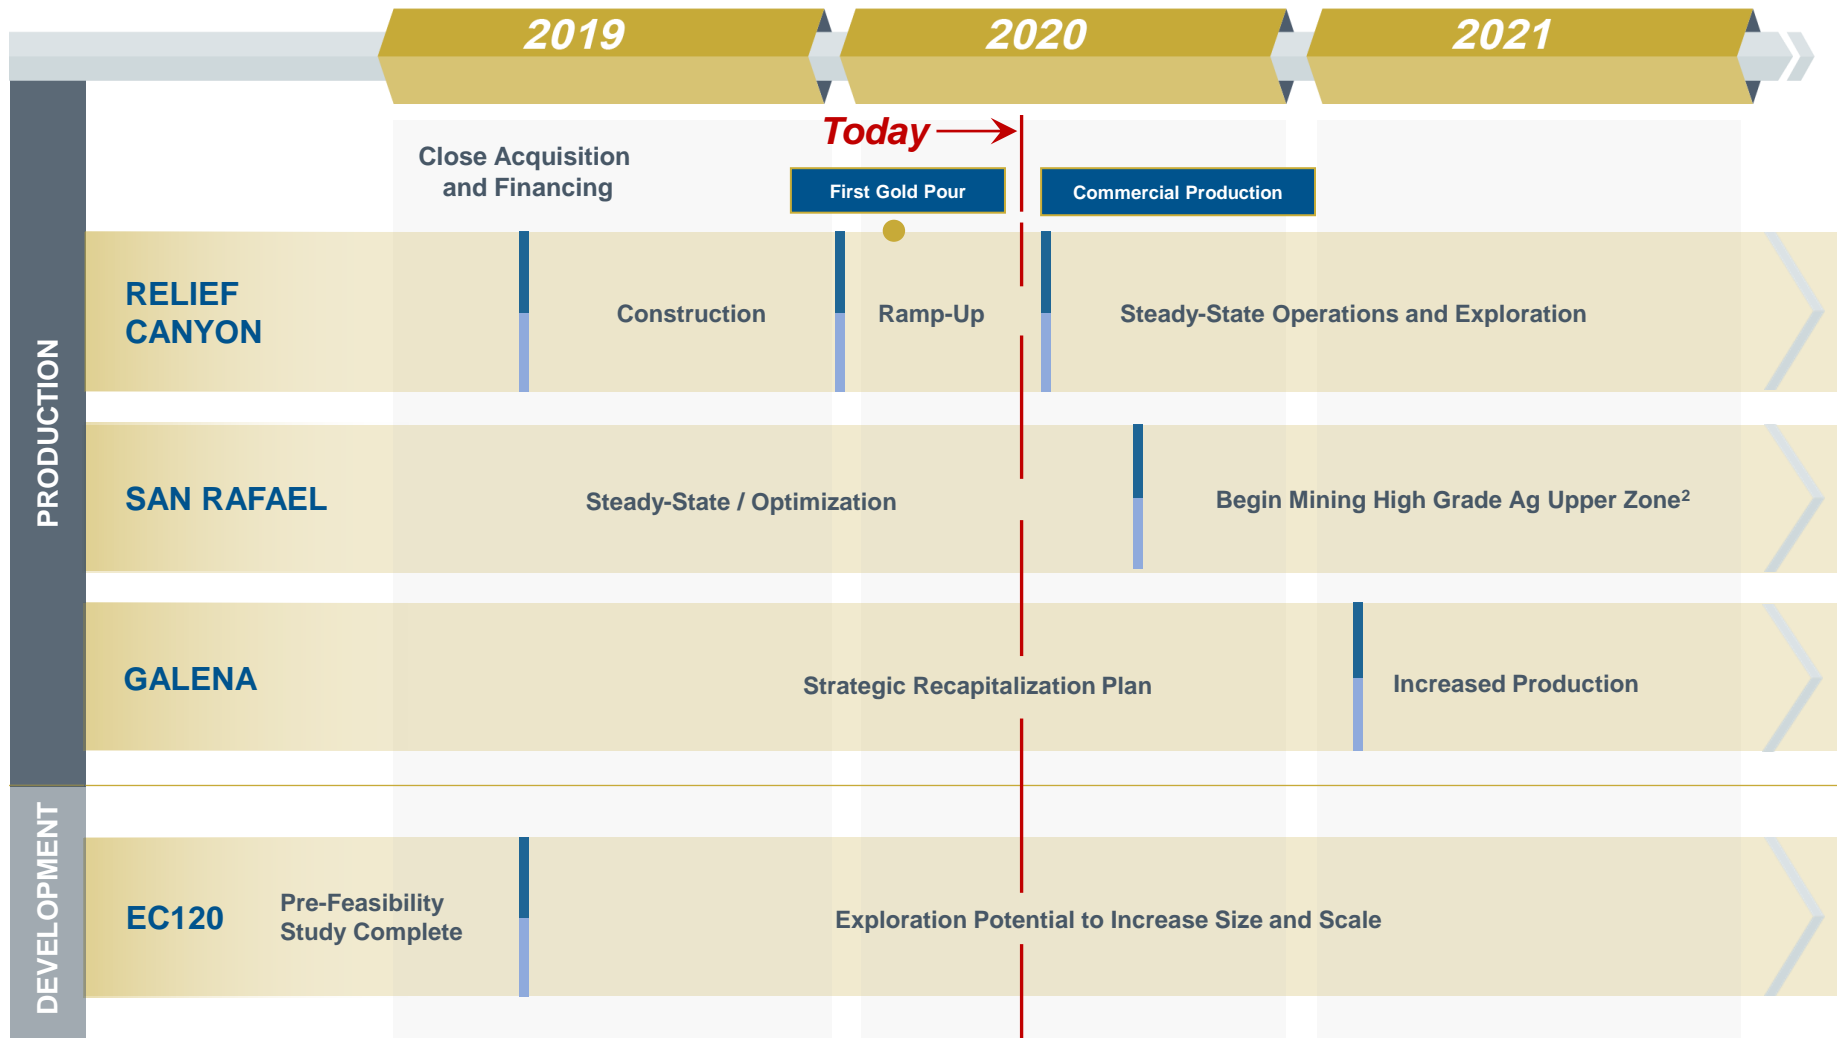 2019
2020
2021
Today
Close Acquisition
and Financing
First Gold Pour
Commercial Production
PRODUCTION
RELIEF
CANYON
Construction
Ramp-Up
Steady-State Operations and Exploration
SAN RAFAEL
Steady-State / Optimization
Begin Mining High Grade Ag Upper Zone²
GALENA
Strategic Recapitalization Plan
Increased Production
DEVELOPMENT
EC120
Pre-Feasibility
Study Complete
Exploration Potential to Increase Size and Scale